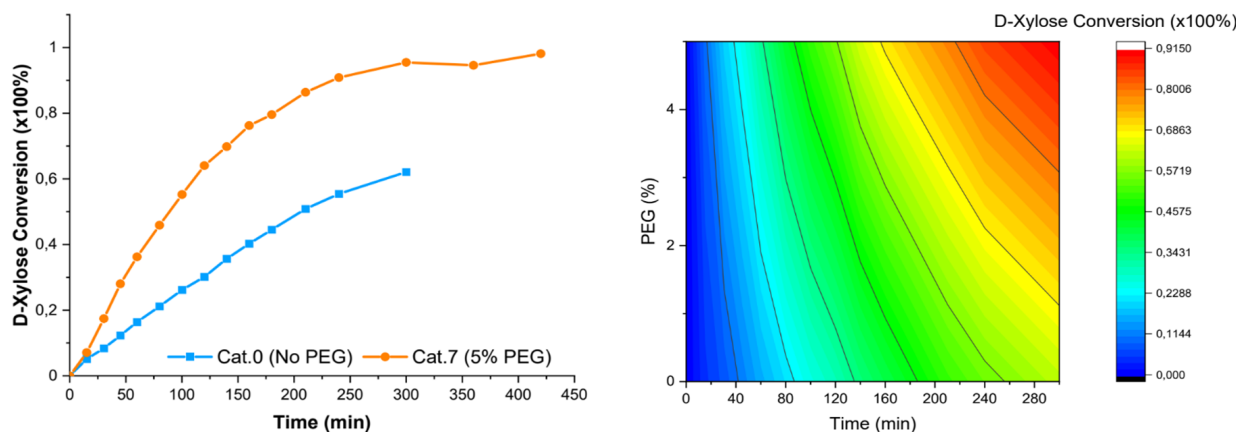 D-Xylose Conversion (x100%)
1
0,8
0,6
0,4
0,2
0
0 50 100 150 200 250 300 350 400 450
Time (min)
Cat.0 (No PEG) Cat.7 (5% PEG)
D-Xylose Conversion (x100%)
PEG (%)
4
2
0
0 40 80 120 160 200 240 280
Time (min)
0,9150
0,8006
0,6863
0,5719
0,4575
0,3431
0,2288
0,1144
0,000